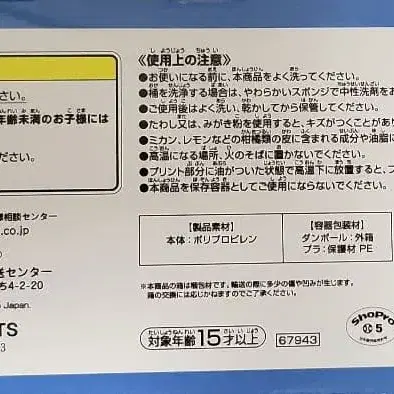 《使用上の注意》
●お使いになる前に、本商品をよく洗ってください。
●補を洗浄する場合は、やわらかいスポンジで中性洗剤をお
●ご使用後はよく洗い、乾かしてから保管してください。
●たわし又は、みがき粉を使用すると、キズがつくことがあり
●ミカン、レモンなどの柑橘類の皮に含まれる成分や油脂に
●高温になる場所、火のそばに置かないでください。
●プリント部分に油がついた状態で高温下に放置すると、プ
●本商品を保存容器としてご使用にならないでください。
さい。
年齢未満のお子様には
相談センター
co.jp
送センター
ち4-2-20
Japan.
TS
3
【製品素材】
本体：ポリプロピレン
【容器包装材】
ダンボール：外箱
プラ：保護材 PE
※本商品の箱は梱包材です。輸送の際に多少の傷や凹みが生じます。
箱の交換には応じかねますのでご了承ください。
対象年齢 15才以上
67943
ShoPro
5